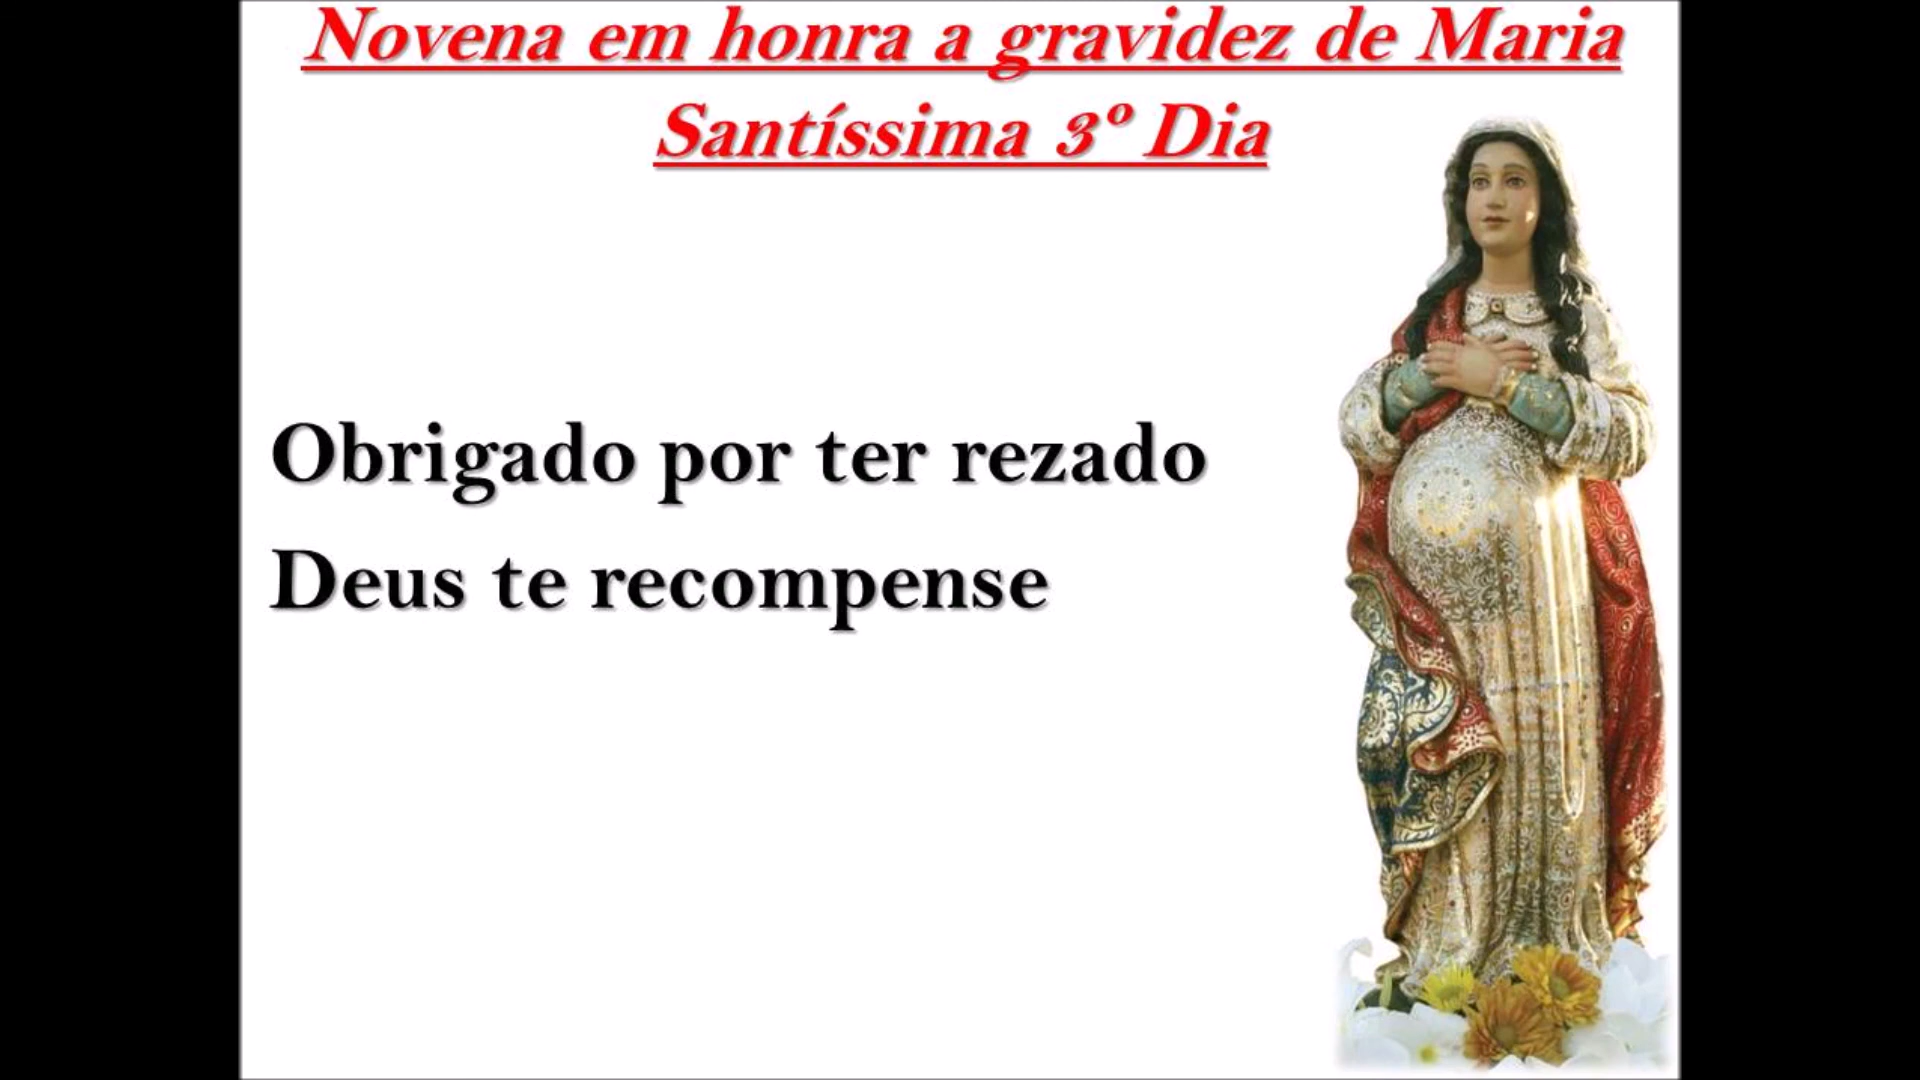 Novena em honra a gravidez de Maria
Santíssima 3º Dia
Obrigado por ter rezado
Deus te recompense